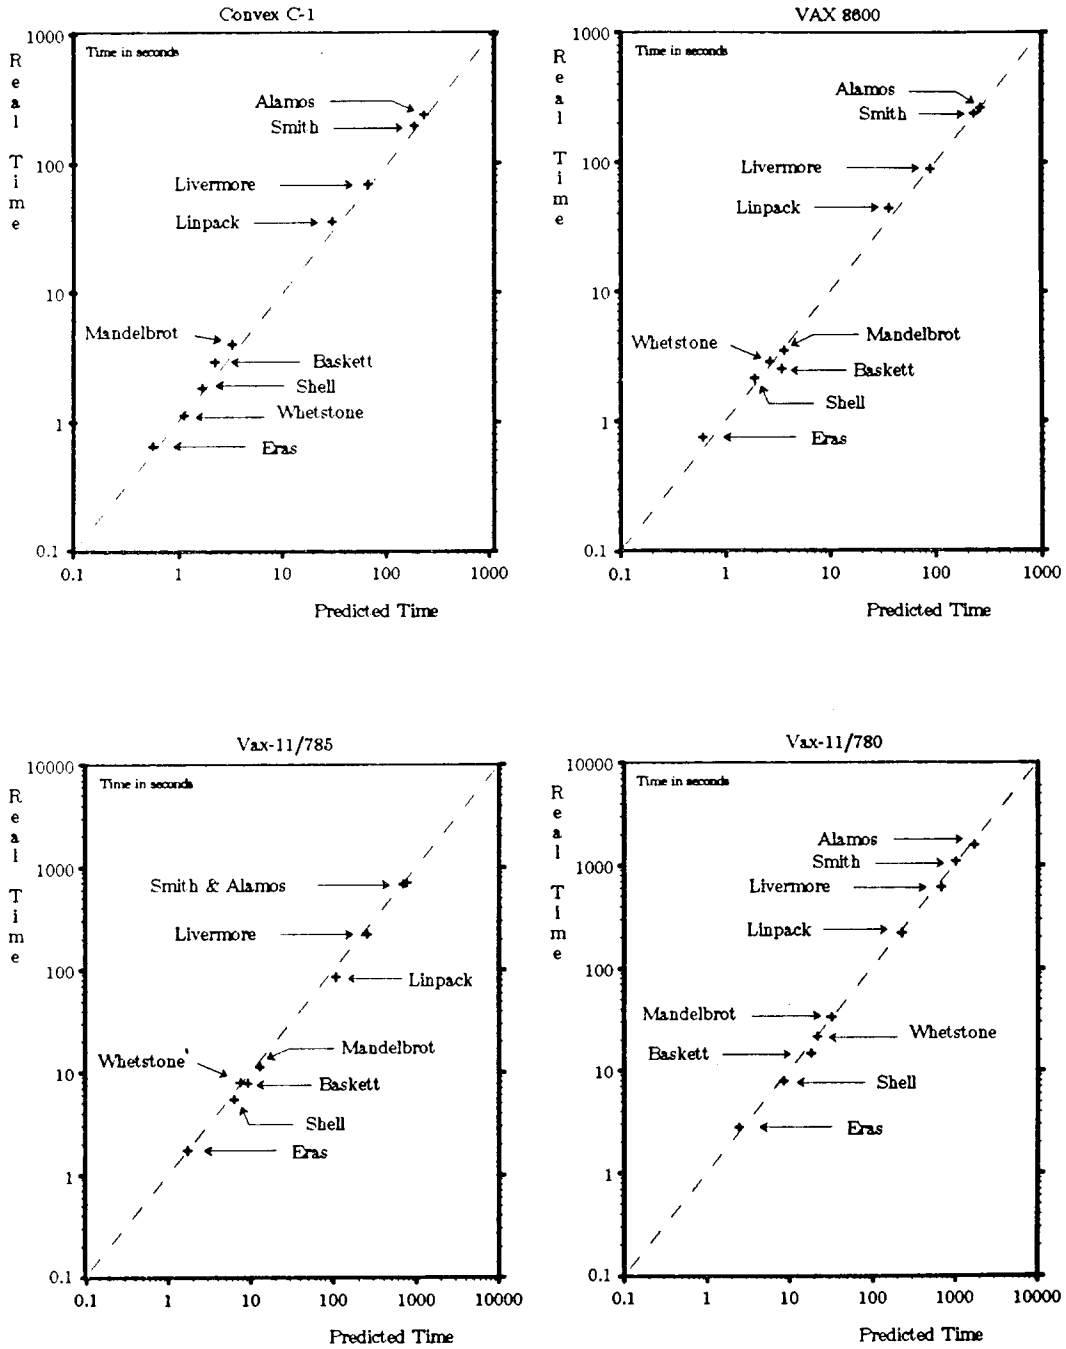 Convex C-1
1000
Time in seconds
Real Time
Alamos
Smith
100
Livermore
Linpack
10
Mandelbrot
Baskett
Shell
Whetstone
1
Eras
0.1
0.1 1 10 100 1000
Predicted Time
VAX 8600
1000
Time in seconds
Real Time
Alamos
Smith
100
Livermore
Linpack
10
Whetstone
Mandelbrot
Baskett
Shell
1
Eras
0.1
0.1 1 10 100 1000
Predicted Time
Vax-11/785
10000
Time in seconds
Real Time
1000
Smith & Alamos
Livermore
100
Linpack
Mandelbrot
Whetstone
10
Baskett
Shell
Eras
1
0.1
0.1 1 10 100 1000 10000
Predicted Time
Vax-11/780
10000
Time in seconds
Real Time
Alamos
1000
Smith
Livermore
Linpack
100
Mandelbrot
Whetstone
Baskett
10
Shell
Eras
1
0.1
0.1 1 10 100 1000 10000
Predicted Time